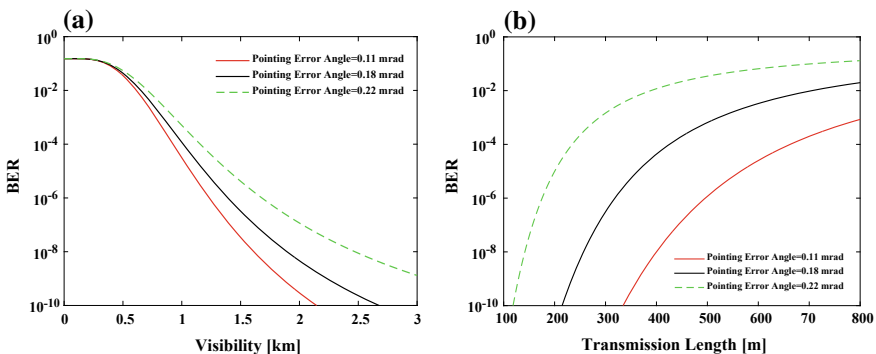 (a)
10^0
10^-2
10^-4
10^-6
10^-8
10^-10
BER
Pointing Error Angle=0.11 mrad
Pointing Error Angle=0.18 mrad
Pointing Error Angle=0.22 mrad
0 0.5 1 1.5 2 2.5 3
Visibility [km]
(b)
10^0
10^-2
10^-4
10^-6
10^-8
10^-10
BER
Pointing Error Angle=0.11 mrad
Pointing Error Angle=0.18 mrad
Pointing Error Angle=0.22 mrad
100 200 300 400 500 600 70 800
Transmission Length [m]